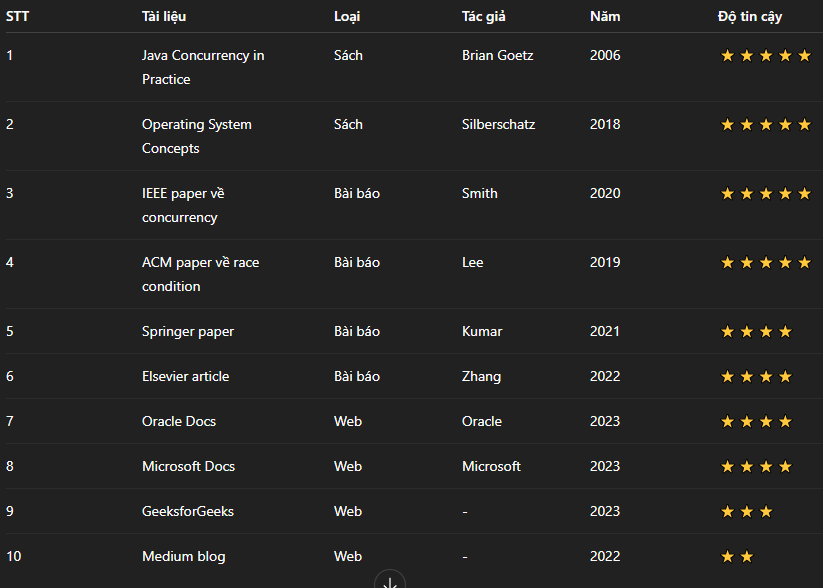 STT Tài liệu Loại Tác giả Năm Độ tin cậy
1 Java Concurrency in Sách Brian Goetz 2006 ★★★★★
Practice
2 Operating System Sách Silberschatz 2018 ★★★★★
Concepts
3 IEEE paper về Bài báo Smith 2020 ★★★★★
concurrency
4 ACM paper về race Bài báo Lee 2019 ★★★★★
condition
5 Springer paper Bài báo Kumar 2021 ★★★★
6 Elsevier article Bài báo Zhang 2022 ★★★★
7 Oracle Docs Web Oracle 2023 ★★★★
8 Microsoft Docs Web Microsoft 2023 ★★★★
9 GeeksforGeeks Web - 2023 ★★★
10 Medium blog Web - 2022 ★★